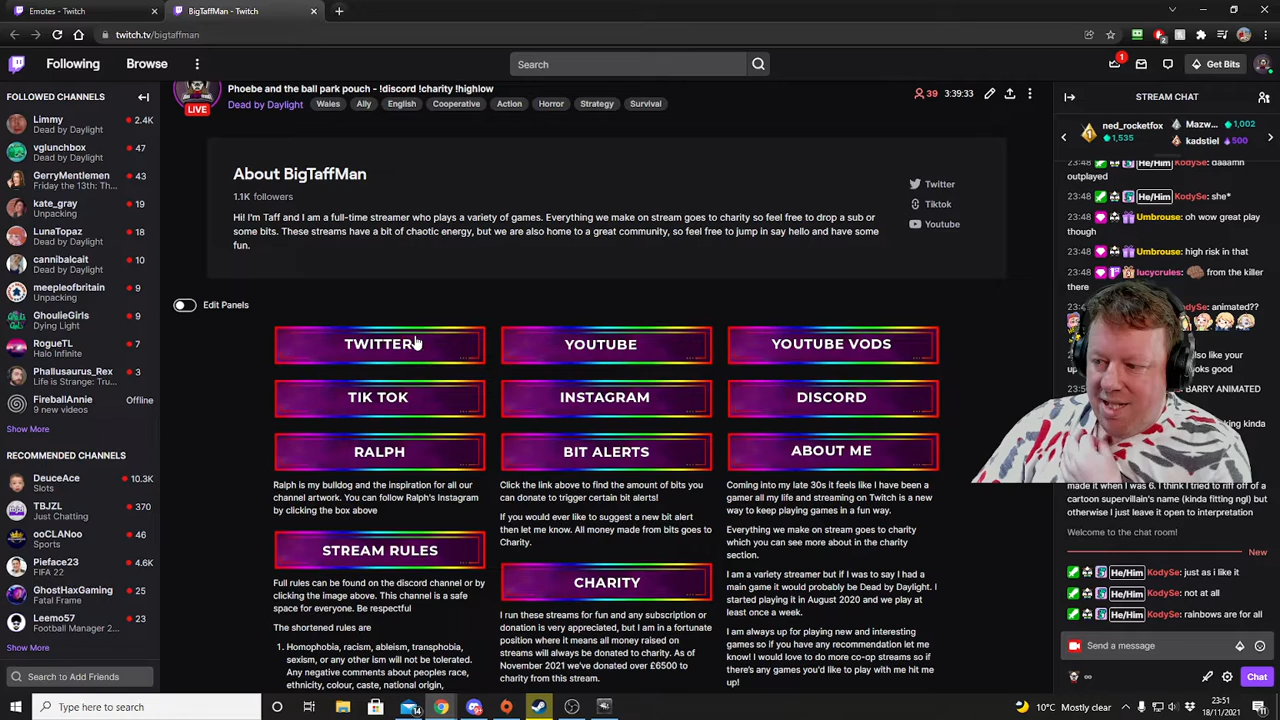 Emotes - Twitch
BigTaffMan - Twitch
twitch.tv/bigtaffman
Following
Browse
Search
1
Get Bits
FOLLOWED CHANNELS
Limmy
2.4K
Dead by Daylight
vglunchbox
47
Dead by Daylight
GerryMentlemen
43
Friday the 13th: Th...
kate_gray
19
Unpacking
LunaTopaz
18
Dead by Daylight
cannibalcait
10
Dead by Daylight
meepleofbritain
9
Unpacking
GhoulieGirls
9
Dying Light
RogueTL
7
Halo Infinite
Phallusaurus_Rex
3
Life is Strange: Tru...
FireballAnnie
Offline
9 new videos
Show More
RECOMMENDED CHANNELS
DeuceAce
10.3K
Slots
TBJZL
370
Just Chatting
ooCLANoo
46
Sports
Pieface23
4.6K
FIFA 22
GhostHaxGaming
25
Fatal Frame
Leemo57
23
Football Manager 2...
Show More
Search to Add Friends
LIVE
Phoebe and the ball park pouch - !discord !charity !highlow
Dead by Daylight
Wales
Ally
English
Cooperative
Action
Horror
Strategy
Survival
39
3:39:33
About BigTaffMan
1.1K followers
Hi! I'm Taff and I am a full-time streamer who plays a variety of games. Everything we make on stream goes to charity so feel free to drop a sub or
some bits. These streams have a bit of chaotic energy, but we are also home to a great community, so feel free to jump in say hello and have some
fun.
Twitter
Tiktok
Youtube
Edit Panels
TWITTER
YOUTUBE
YOUTUBE VODS
TIK TOK
INSTAGRAM
DISCORD
RALPH
BIT ALERTS
ABOUT ME
Ralph is my bulldog and the inspiration for all our
channel artwork. You can follow Ralph's Instagram
by clicking the box above
STREAM RULES
Full rules can be found on the discord channel or by
clicking the image above. This channel is a safe
space for everyone. Be respectful
The shortened rules are
1. Homophobia, racism, ableism, transphobia,
sexism, or any other ism will not be tolerated.
Any negative comments about peoples race,
ethnicity, colour, caste, national origin,
Click the link above to find the amount of bits you
can donate to trigger certain bit alerts!
If you would ever like to suggest a new bit alert
then let me know. All money made from bits goes to
Charity.
CHARITY
I run these streams for fun and any subscription or
donation is very appreciated, but I am in a fortunate
position where it means all money raised on
streams will always be donated to charity. As of
November 2021 we've donated over £6500 to
charity from this stream.
Coming into my late 30s it feels like I have been a
gamer all my life and streaming on Twitch is a new
way to keep playing games in a fun way.
Everything we make on stream goes to charity
which you can see more about in the charity
section.
I am a variety streamer but if I was to say I had a
main game it would probably be Dead by Daylight. I
started playing it in August 2020 and we play at
least once a week.
I am always up for playing new and interesting
games so if you have any recommendation let me
know! I would love to do more co-op streams so if
there's any games you'd like to play with me hit me
up!
STREAM CHAT
ned_rocketfox
1,535
Mazw...
1,002
kadstiel
500
23:48 He/Him KodySe: daaamn
outplayed
23:48 He/Him KodySe: she*
23:48 Umbrouse: oh wow great play
though
23:48 Umbrouse: high risk in that
23:48 lucycrules: from the killer
there
animated??
also like your
BARRY ANIMATED
made it when I was 6. I think I tried to riff off of a
cartoon supervillain's name (kinda fitting ngl) but
otherwise I just leave it open to interpretation
Welcome to the chat room!
New
He/Him KodySe: just as i like it
He/Him KodySe: not at all
He/Him KodySe: rainbows are for all
Send a message
Chat
Type here to search
14
10°C Mostly clear
23:51
18/11/2021